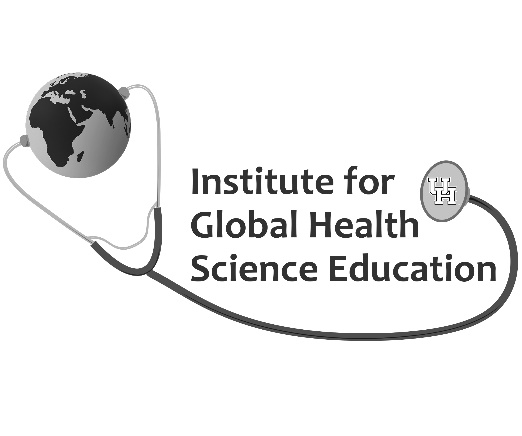 Institute for
Global Health
Science Education
UH